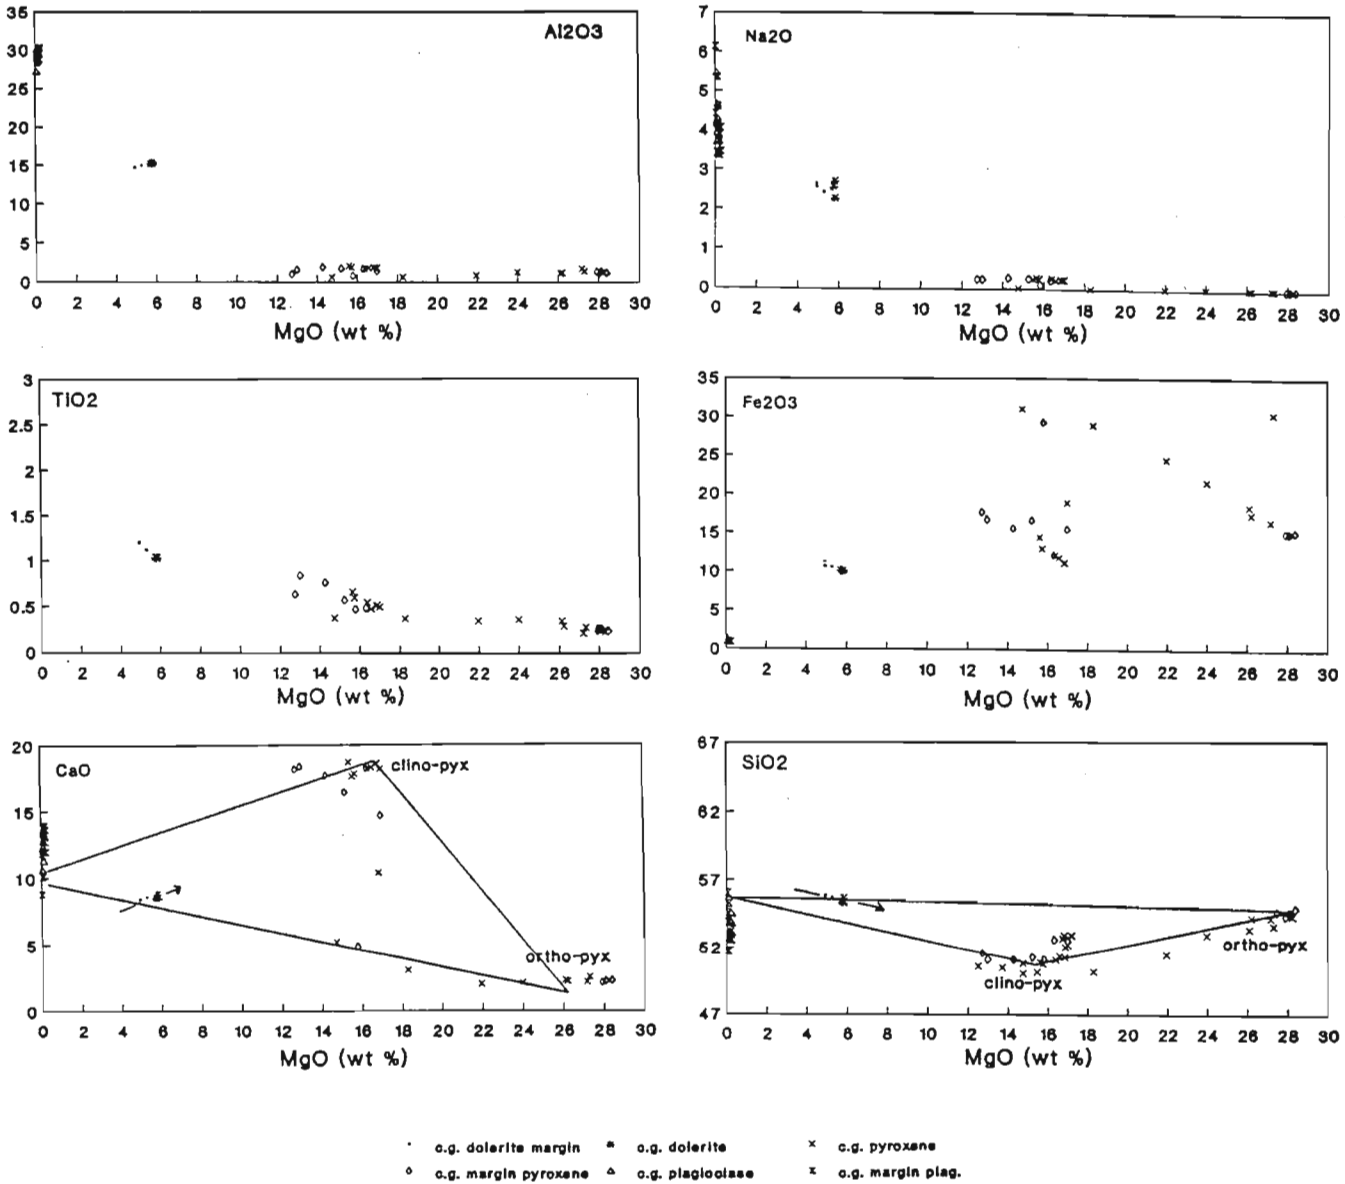 Al2O3
35
30
25
20
15
10
5
0
0 2 4 6 8 10 12 14 16 18 20 22 24 26 28 30
MgO (wt %)
Na2O
7
6
5
4
3
2
1
0
0 2 4 6 8 10 12 14 16 18 20 22 24 26 28 30
MgO (wt %)
TiO2
3
2.5
2
1.5
1
0.5
0
0 2 4 6 8 10 12 14 16 18 20 22 24 26 28 30
MgO (wt %)
Fe2O3
35
30
25
20
15
10
5
0
0 2 4 6 8 10 12 14 16 18 20 22 24 26 28 30
MgO (wt %)
CaO
20
15
10
5
0
clino-pyx
ortho-pyx
0 2 4 6 8 10 12 14 16 18 20 22 24 26 28 30
MgO (wt %)
SiO2
67
62
57
52
47
ortho-pyx
clino-pyx
0 2 4 6 8 10 12 14 16 18 20 22 24 26 28 30
MgO (wt %)
c.g. dolerite margin
c.g. dolerite
c.g. pyroxene
c.g. margin pyroxene
c.g. plagioclase
c.g. margin plag.